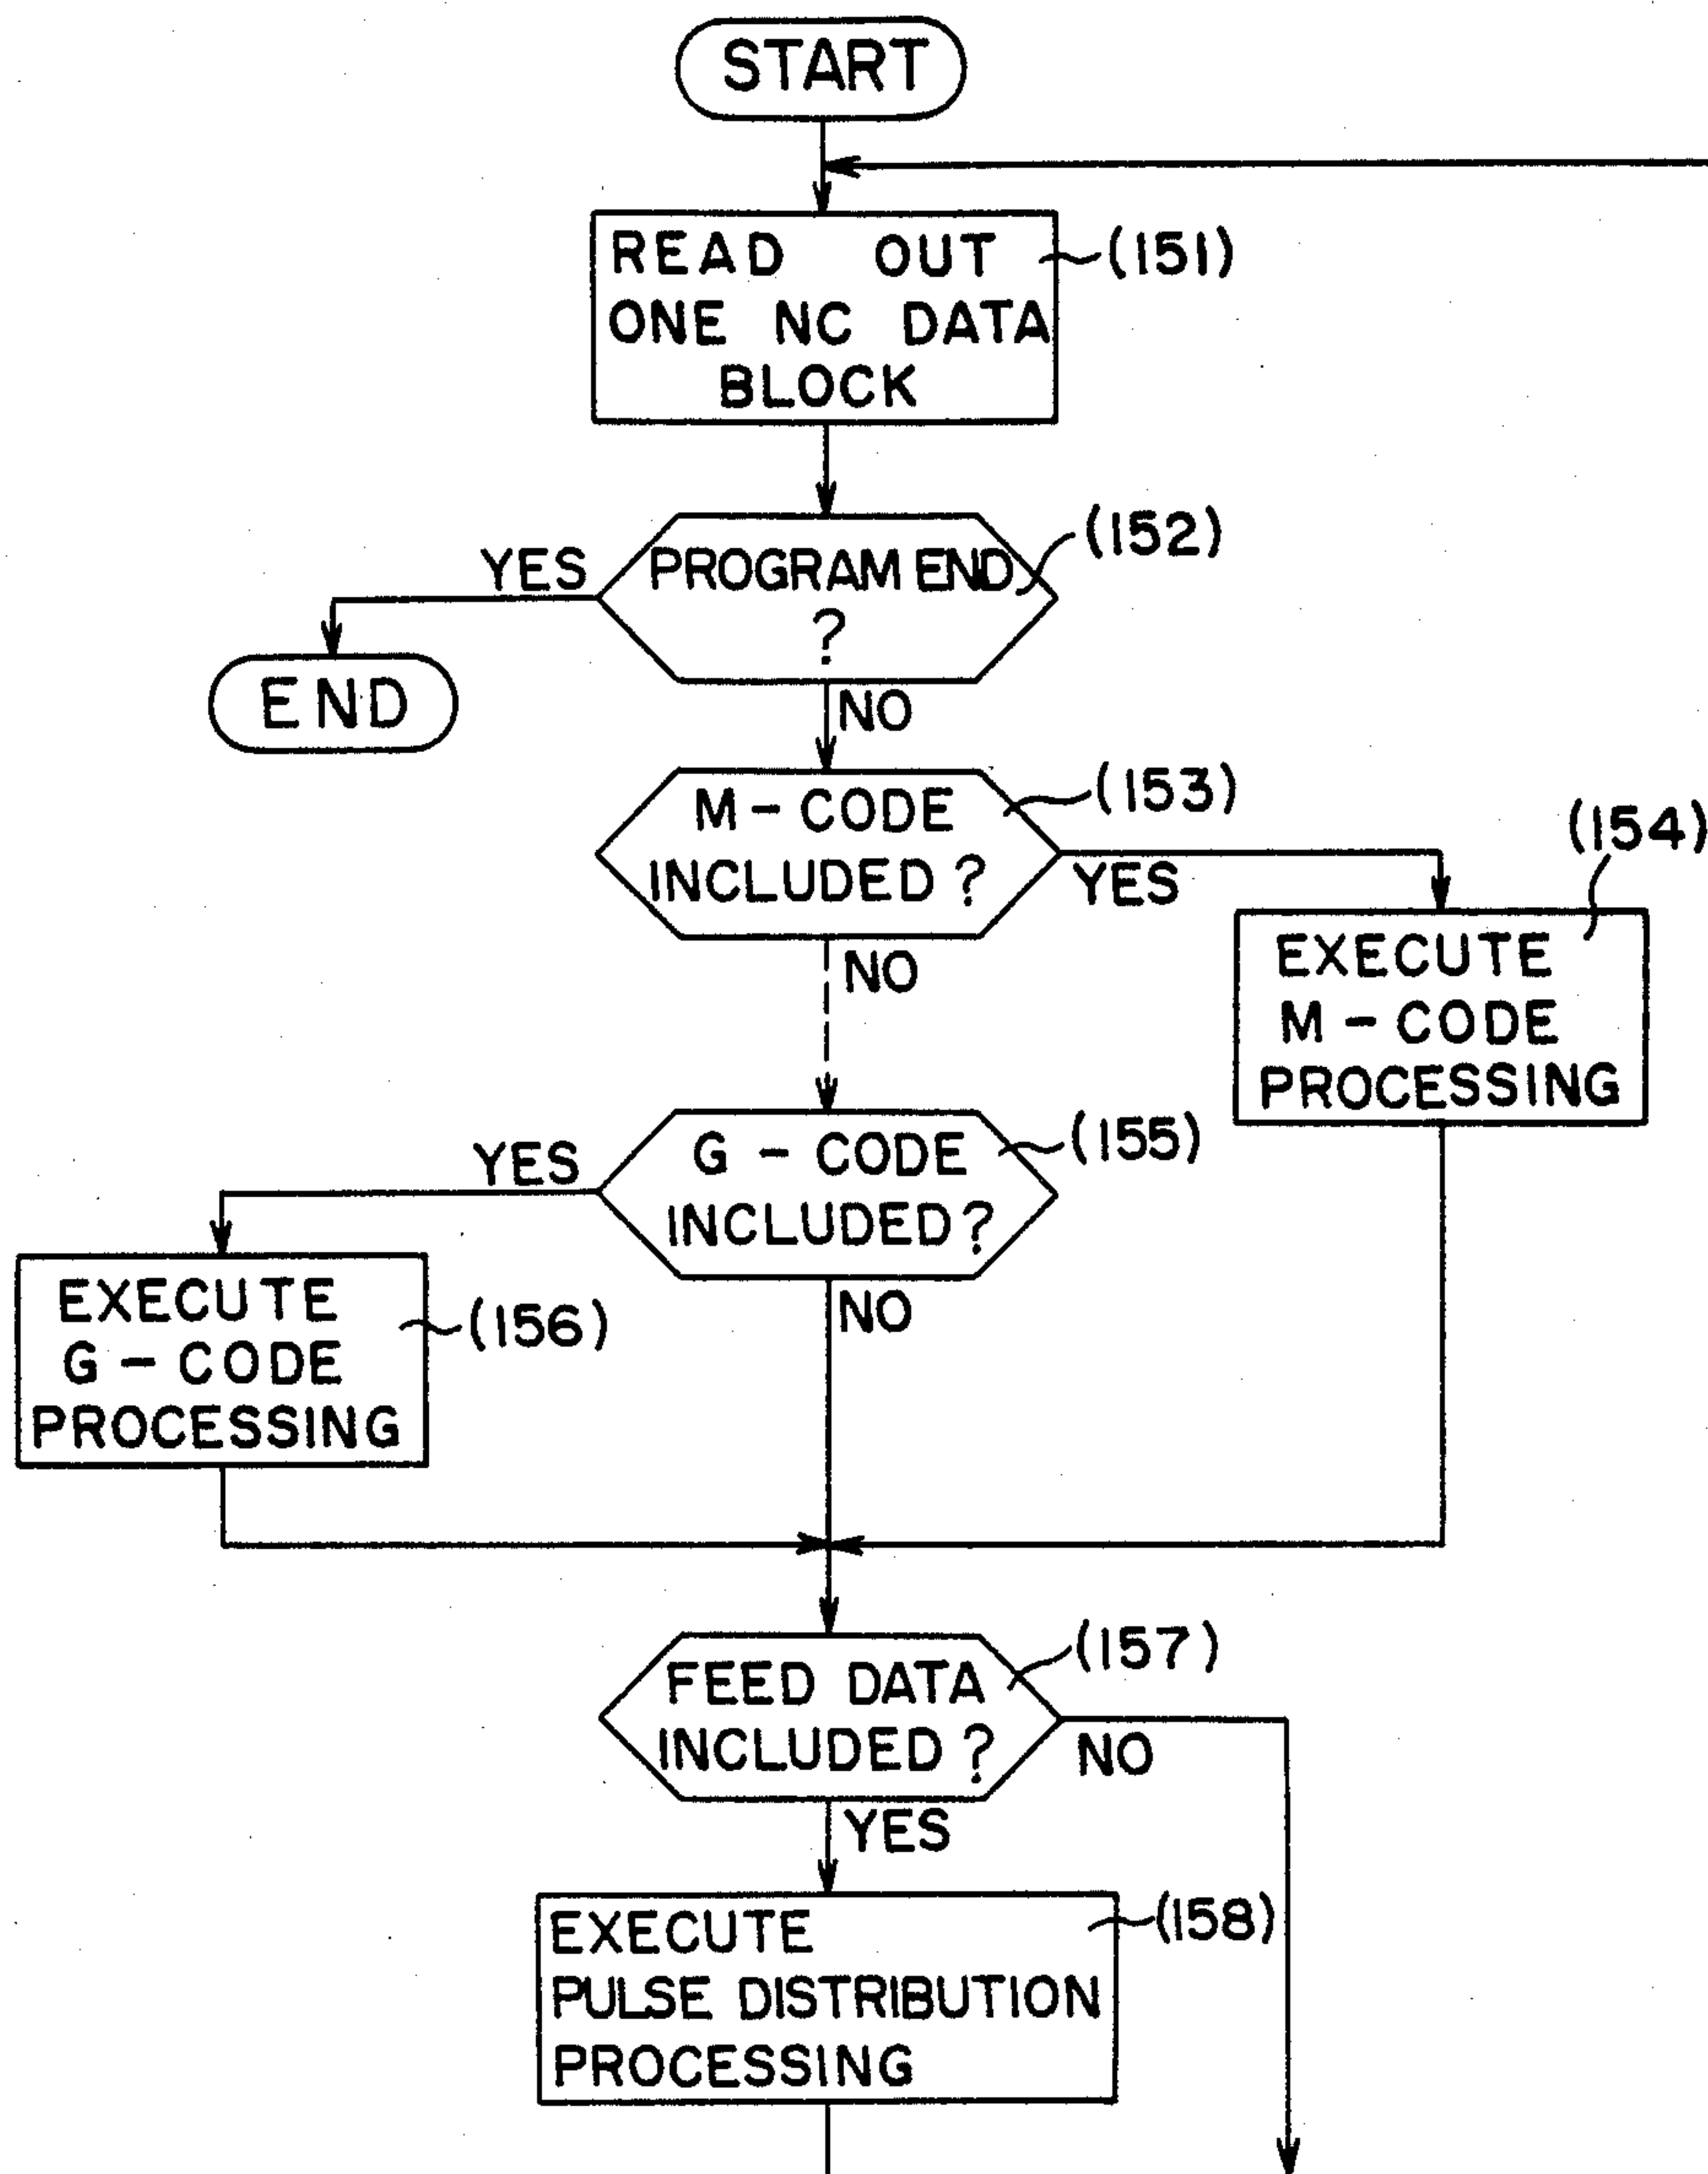 START
READ OUT
ONE NC DATA
BLOCK
(151)
PROGRAM END
?
(152)
YES
END
NO
M-CODE
INCLUDED ?
(153)
YES
(154)
EXECUTE
M-CODE
PROCESSING
NO
G-CODE
INCLUDED ?
(155)
YES
EXECUTE
G-CODE
PROCESSING
(156)
NO
FEED DATA
INCLUDED ?
(157)
NO
YES
EXECUTE
PULSE DISTRIBUTION
PROCESSING
(158)